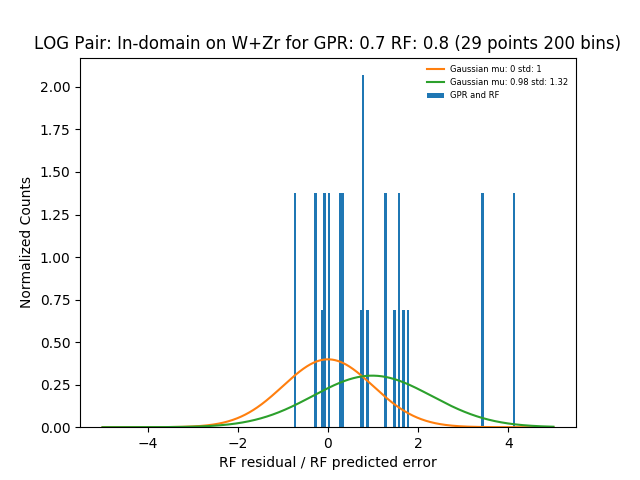 LOG Pair: In-domain on W+Zr for GPR: 0.7 RF: 0.8 (29 points 200 bins)
Gaussian mu: 0 std: 1
Gaussian mu: 0.98 std: 1.32
GPR and RF
Normalized Counts
2.00
1.75
1.50
1.25
1.00
0.75
0.50
0.25
0.00
−4
−2
0
2
4
RF residual / RF predicted error